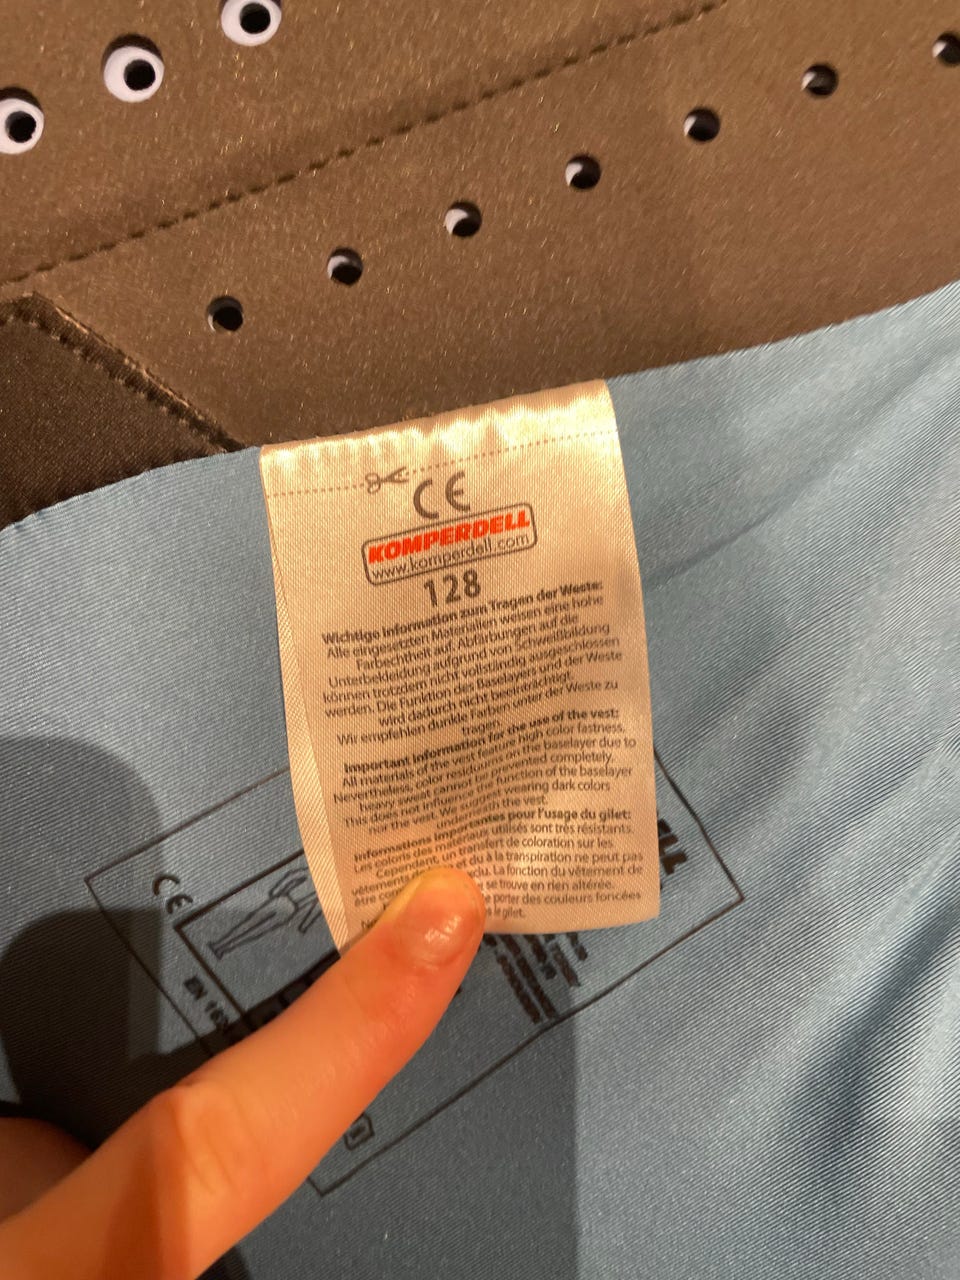 CE
KOMPERDELL
www.komperdell.com
128
Wichtige Information zum Tragen der Weste:
Alle eingesetzten Materialien weisen eine hohe
Farbechtheit auf. Abfärbungen auf die
Unterbekleidung aufgrund von Schweißbildung
können trotzdem nicht vollständig ausgeschlossen
werden. Die Funktion des Baselayers und der Weste
wird dadurch nicht beeinträchtigt.
Wir empfehlen dunkle Farben unter der Weste zu
tragen.
Important information for the use of the vest:
All materials of the vest feature high color fastness.
Nevertheless, color residuums on the baselayer due to
heavy sweat cannot be prevented completely.
This does not influence the function of the baselayer
nor the vest. We suggest wearing dark colors
underneath the vest.
Informations importantes pour l'usage du gilet:
Les coloris des matériaux utilisés sont très résistants.
Cependant, un transfert de coloration sur les
vêtements et du à la transpiration ne peut pas
être La fonction du vêtement de
se trouve en rien altérée.
porter des couleurs foncées
le gilet.
CE
EN